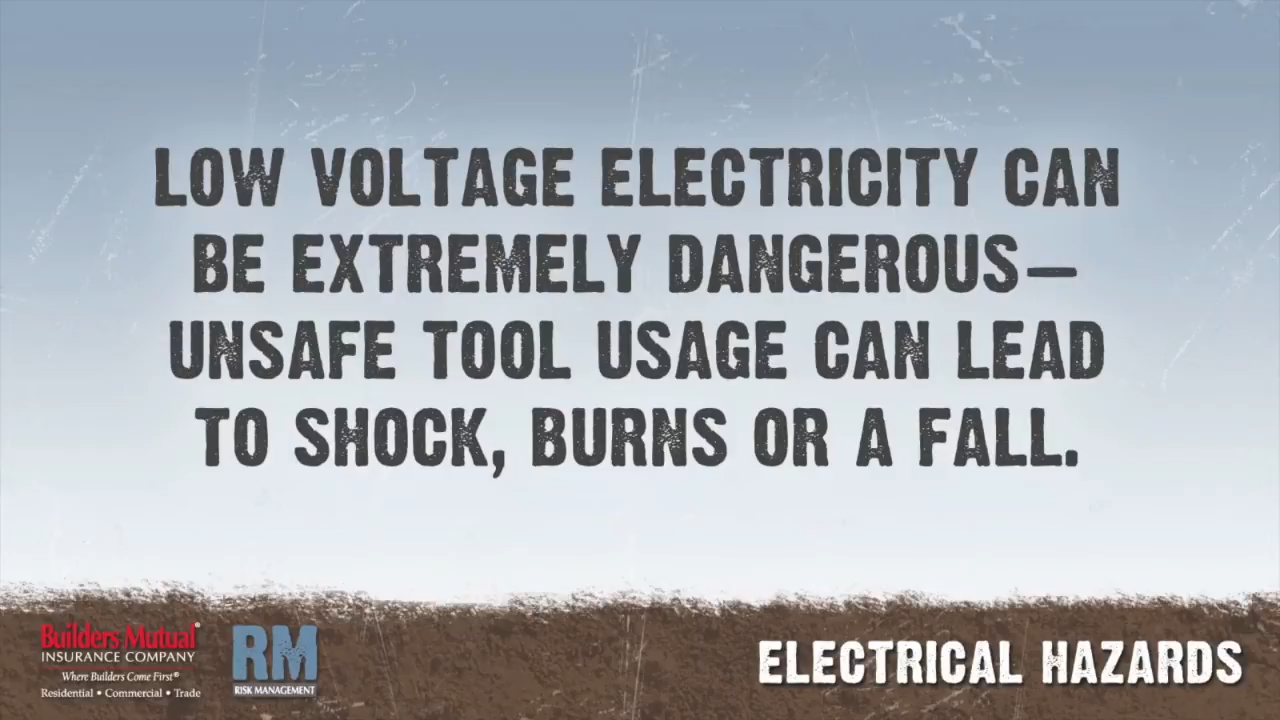 LOW VOLTAGE ELECTRICITY CAN
BE EXTREMELY DANGEROUS—
UNSAFE TOOL USAGE CAN LEAD
TO SHOCK, BURNS OR A FALL.
Builders Mutual®
INSURANCE COMPANY
Where Builders Come First®
Residential • Commercial • Trade
RM
RISK MANAGEMENT
ELECTRICAL HAZARDS